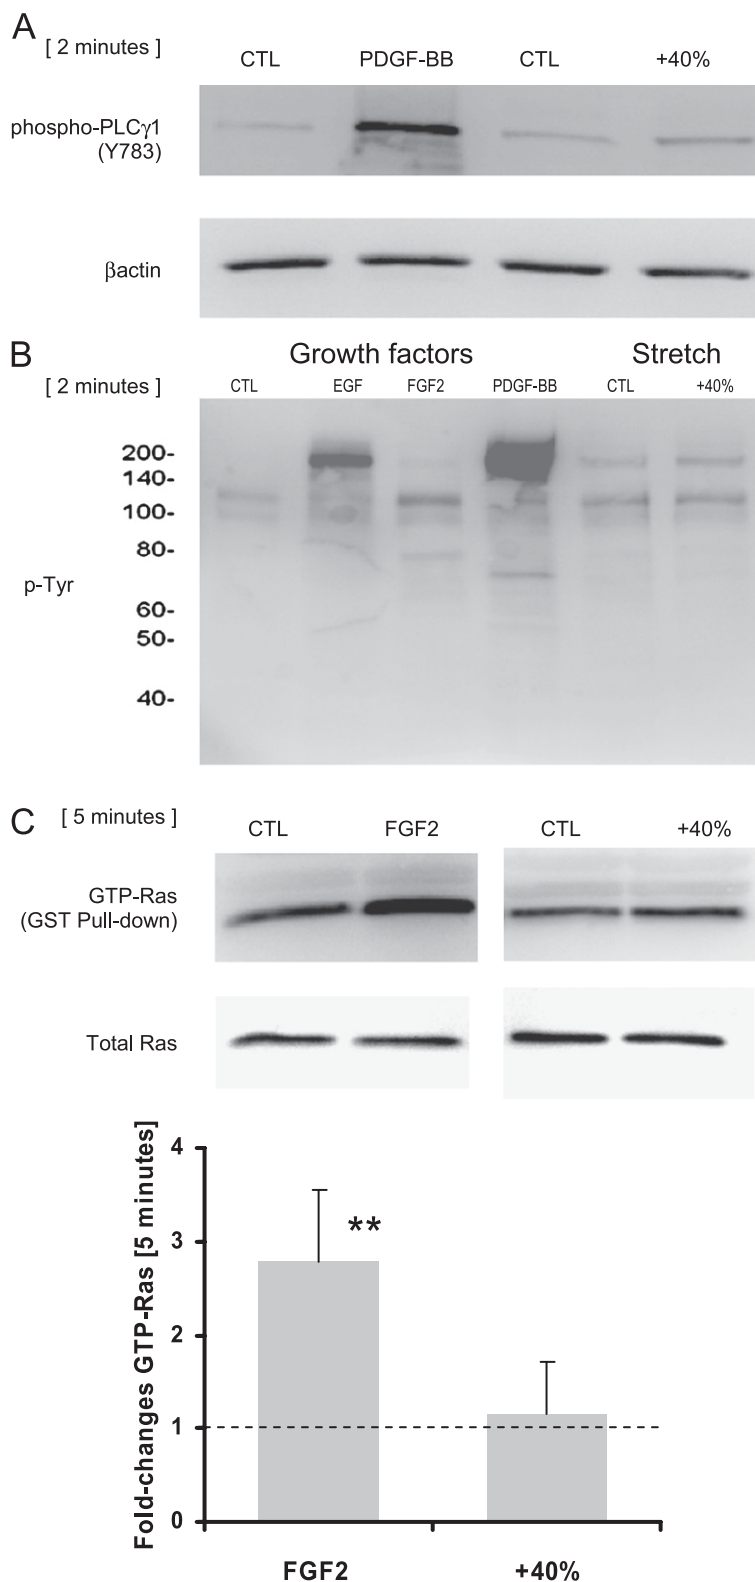 A
[ 2 minutes ]
CTL PDGF-BB CTL +40%
phospho-PLCγ1
(Y783)
βactin
B
Growth factors Stretch
[ 2 minutes ] CTL EGF FGF2 PDGF-BB CTL +40%
200-
140-
100-
80-
p-Tyr
60-
50-
40-
C
[ 5 minutes ]
CTL FGF2 CTL +40%
GTP-Ras
(GST Pull-down)
Total Ras
Fold-changes GTP-Ras [5 minutes]
4
3
2
1
0
**
FGF2 +40%